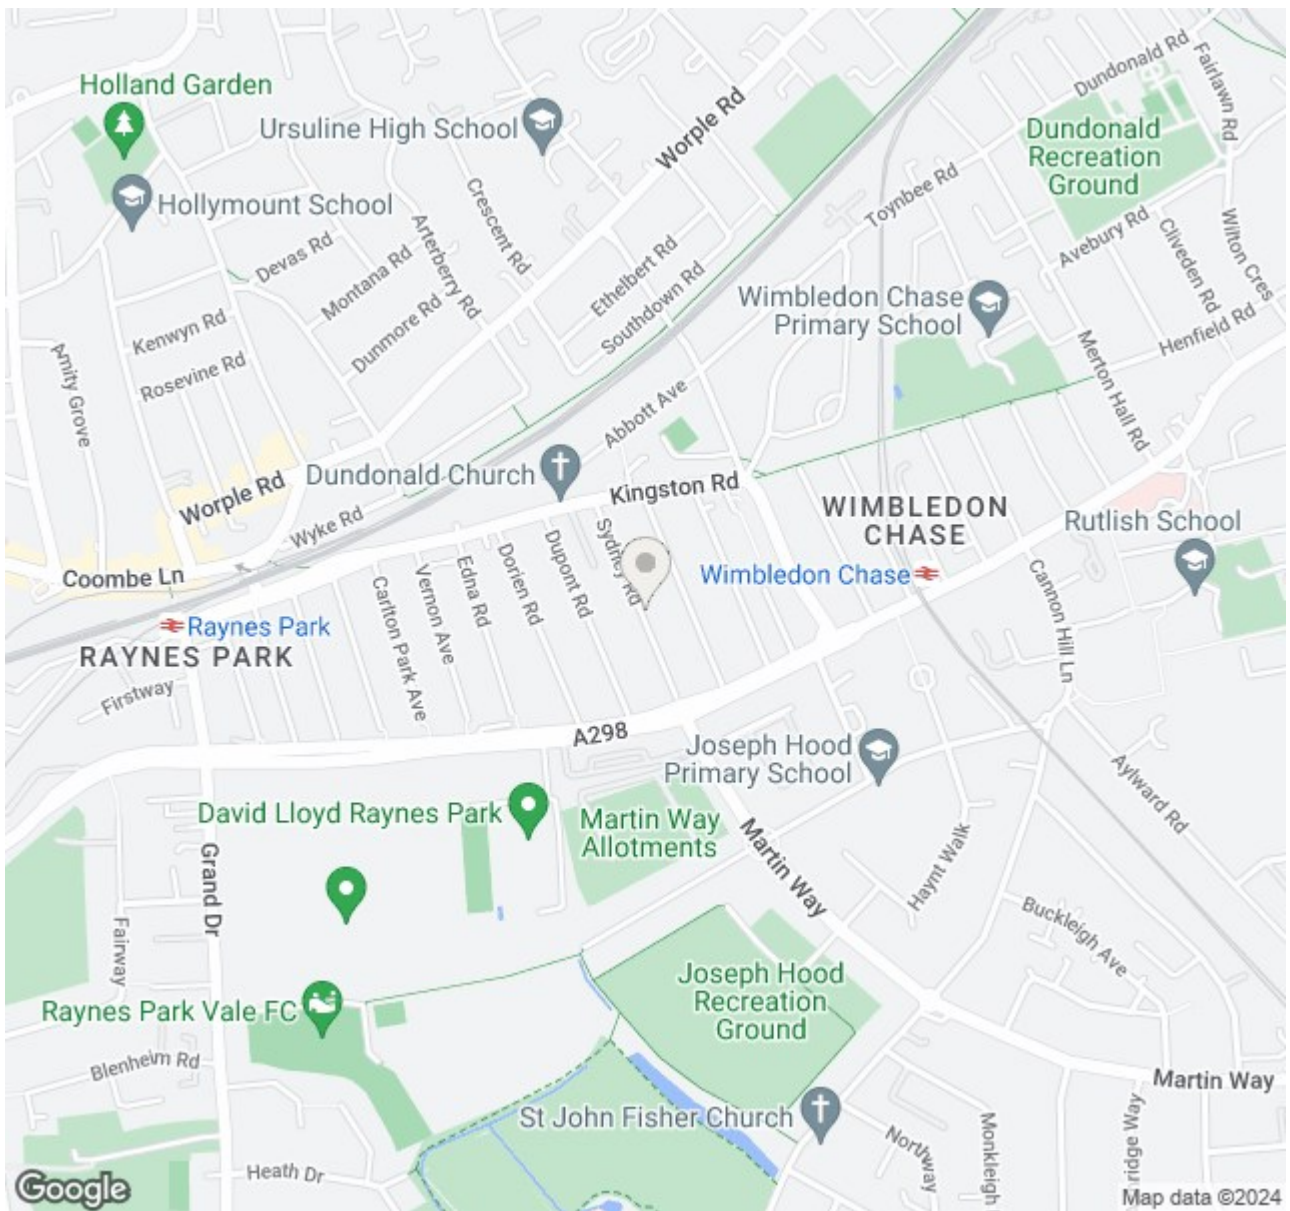 Holland Garden
Ursuline High School
Hollymount School
Worple Rd
Dundonald Rd
Fairlawn Rd
Dundonald
Recreation
Ground
Toynbee Rd
Crescent Rd
Arterberry Rd
Devas Rd
Montana Rd
Dunmore Rd
Ethelbert Rd
Southdown Rd
Avebury Rd
Cliveden Rd
Wilton Cres
Henfield Rd
Wimbledon Chase
Primary School
Kenwyn Rd
Rosevine Rd
Amity Grove
Merton Hall Rd
Abbott Ave
Dundonald Church
Kingston Rd
Worple Rd
Wyke Rd
WIMBLEDON
CHASE
Rutlish School
Coombe Ln
Sydney Rd
Dupont Rd
Dorien Rd
Edna Rd
Vernon Ave
Carlton Park Ave
Wimbledon Chase
Cannon Hill Ln
Raynes Park
RAYNES PARK
Firstway
A298
Joseph Hood
Primary School
Aylward Rd
David Lloyd Raynes Park
Martin Way
Allotments
Martin Way
Haynt Walk
Grand Dr
Fairway
Buckleigh Ave
Joseph Hood
Recreation
Ground
Raynes Park Vale FC
Blenheim Rd
Martin Way
St John Fisher Church
Northway
Monkleigh
Heath Dr
Google
Map data ©2024